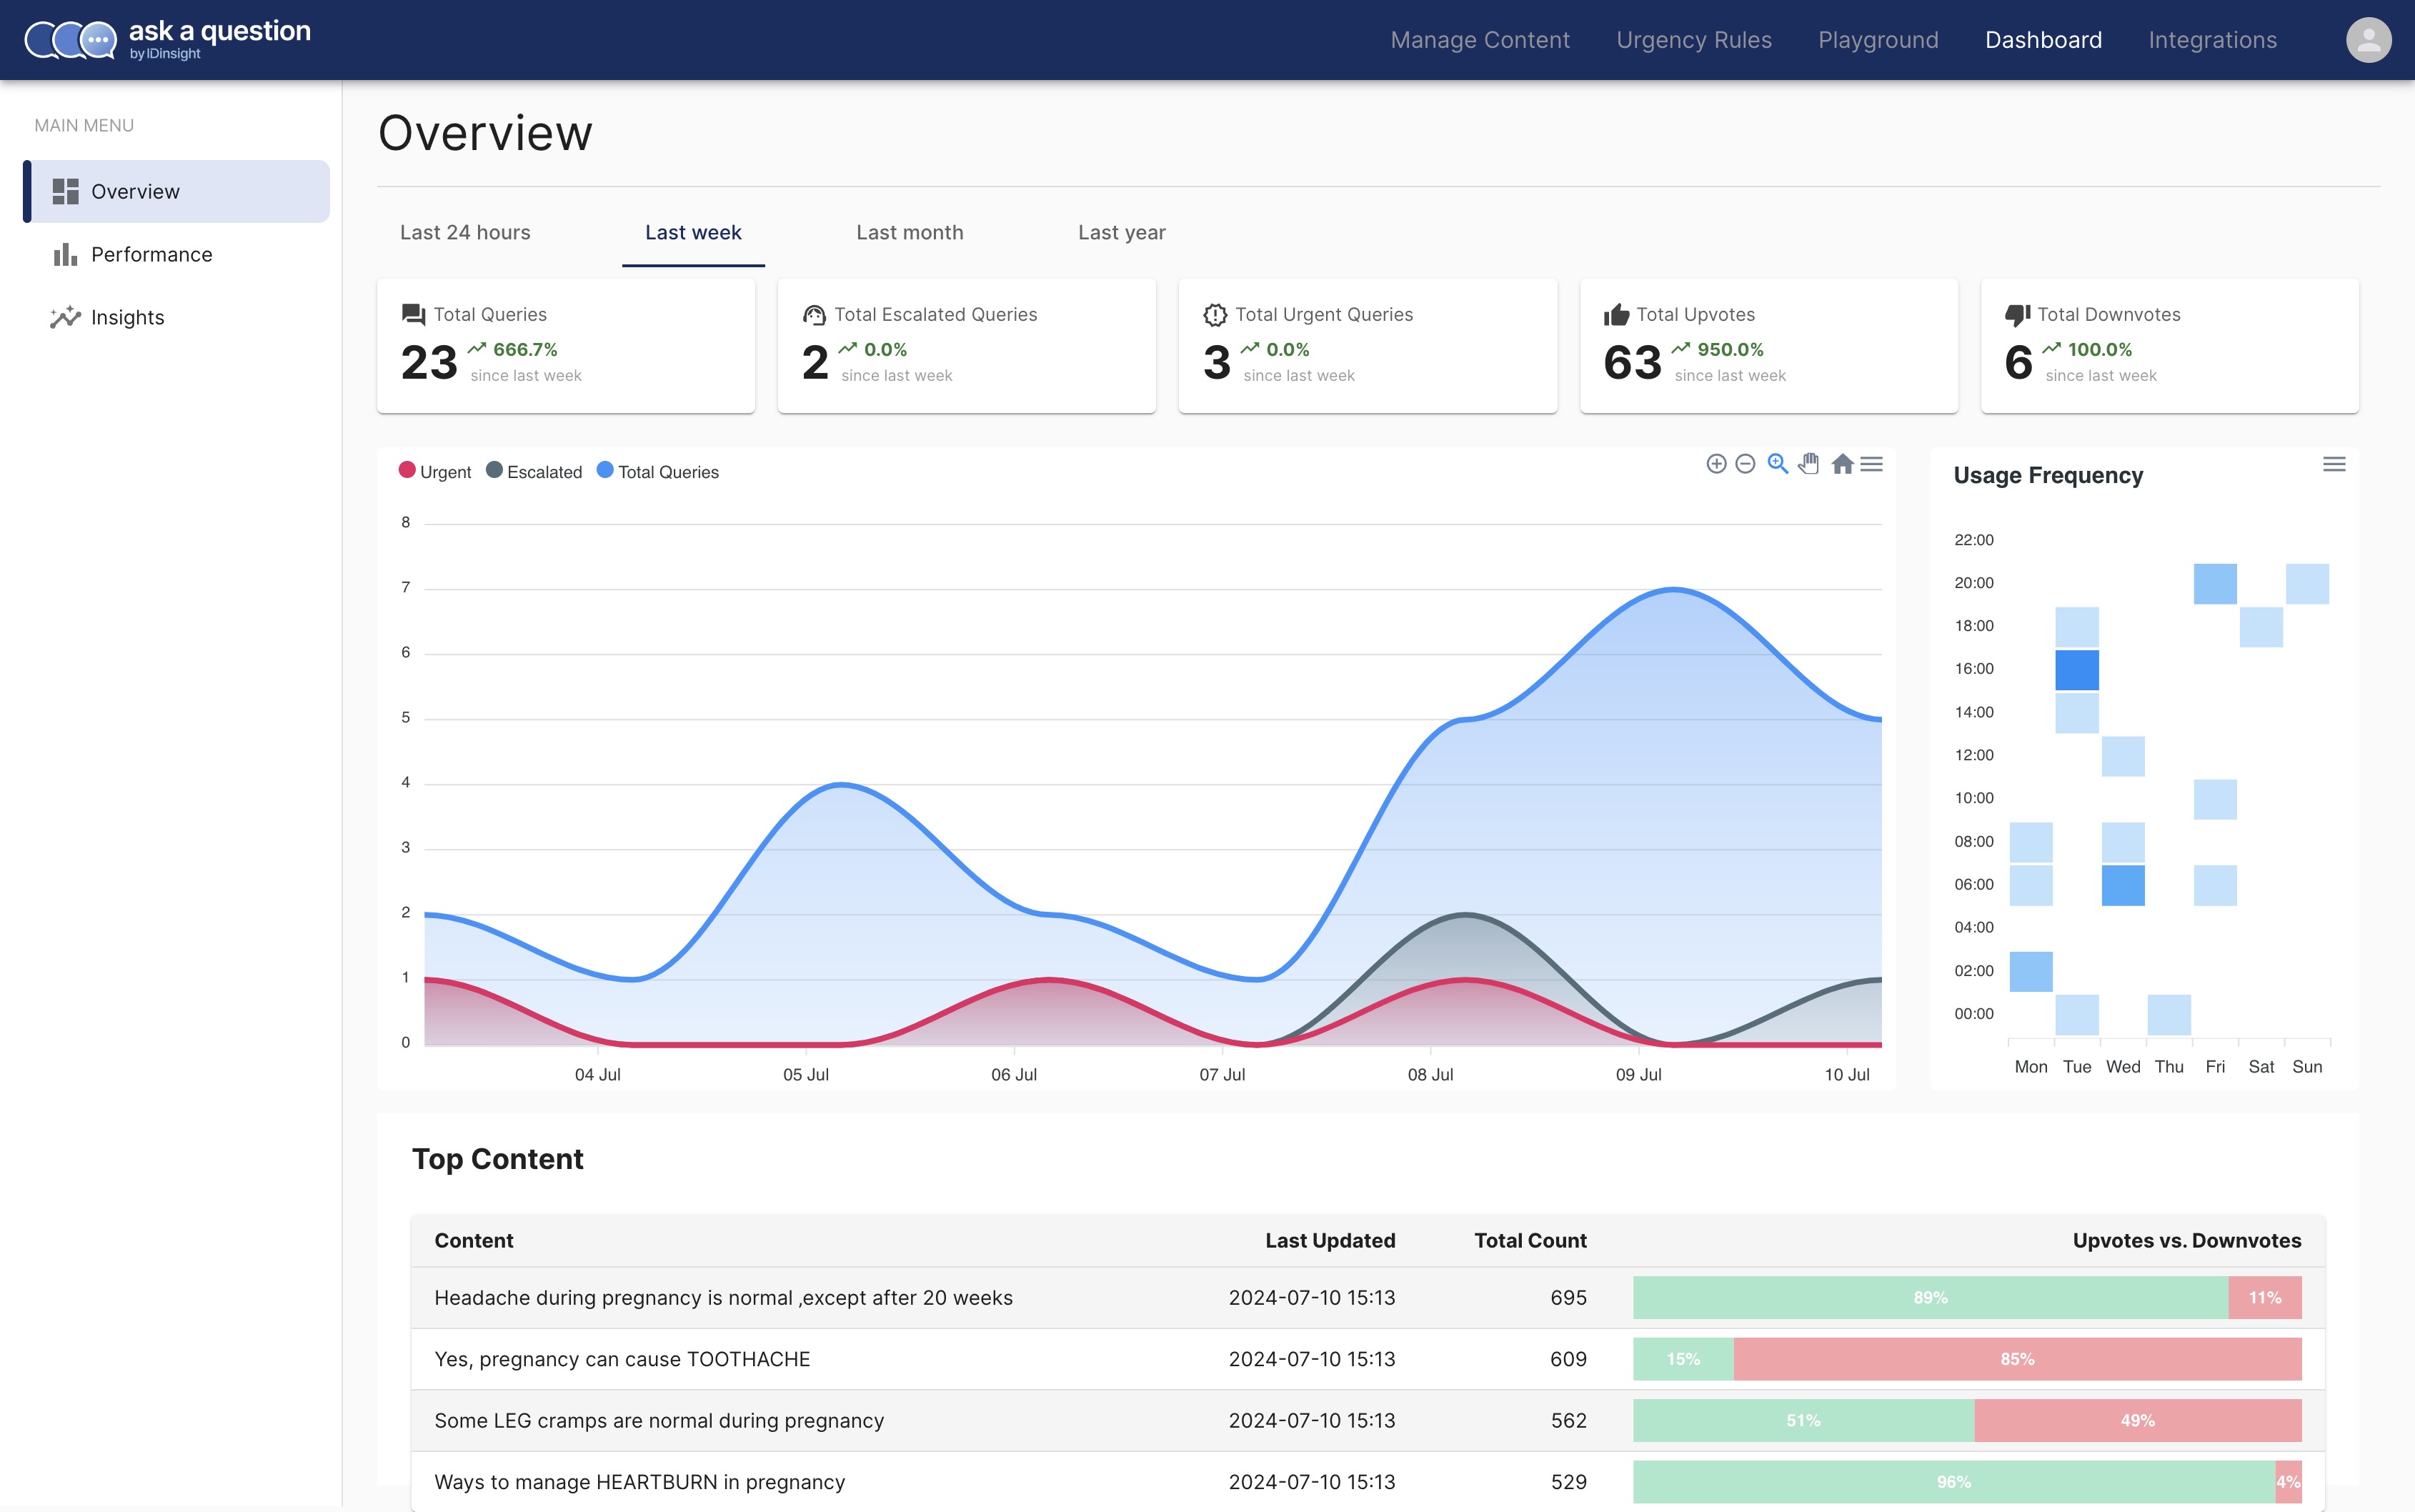 ask a question
by IDinsight
Manage Content
Urgency Rules
Playground
Dashboard
Integrations
MAIN MENU
Overview
Performance
Insights
Overview
Last 24 hours
Last week
Last month
Last year
Total Queries
23 666.7%
since last week
Total Escalated Queries
2 0.0%
since last week
Total Urgent Queries
3 0.0%
since last week
Total Upvotes
63 950.0%
since last week
Total Downvotes
6 100.0%
since last week
Urgent Escalated Total Queries
8
7
6
5
4
3
2
1
0
04 Jul 05 Jul 06 Jul 07 Jul 08 Jul 09 Jul 10 Jul
Usage Frequency
22:00
20:00
18:00
16:00
14:00
12:00
10:00
08:00
06:00
04:00
02:00
00:00
Mon Tue Wed Thu Fri Sat Sun
Top Content
Content Last Updated Total Count Upvotes vs. Downvotes
Headache during pregnancy is normal ,except after 20 weeks 2024-07-10 15:13 695 89% 11%
Yes, pregnancy can cause TOOTHACHE 2024-07-10 15:13 609 15% 85%
Some LEG cramps are normal during pregnancy 2024-07-10 15:13 562 51% 49%
Ways to manage HEARTBURN in pregnancy 2024-07-10 15:13 529 96% 4%